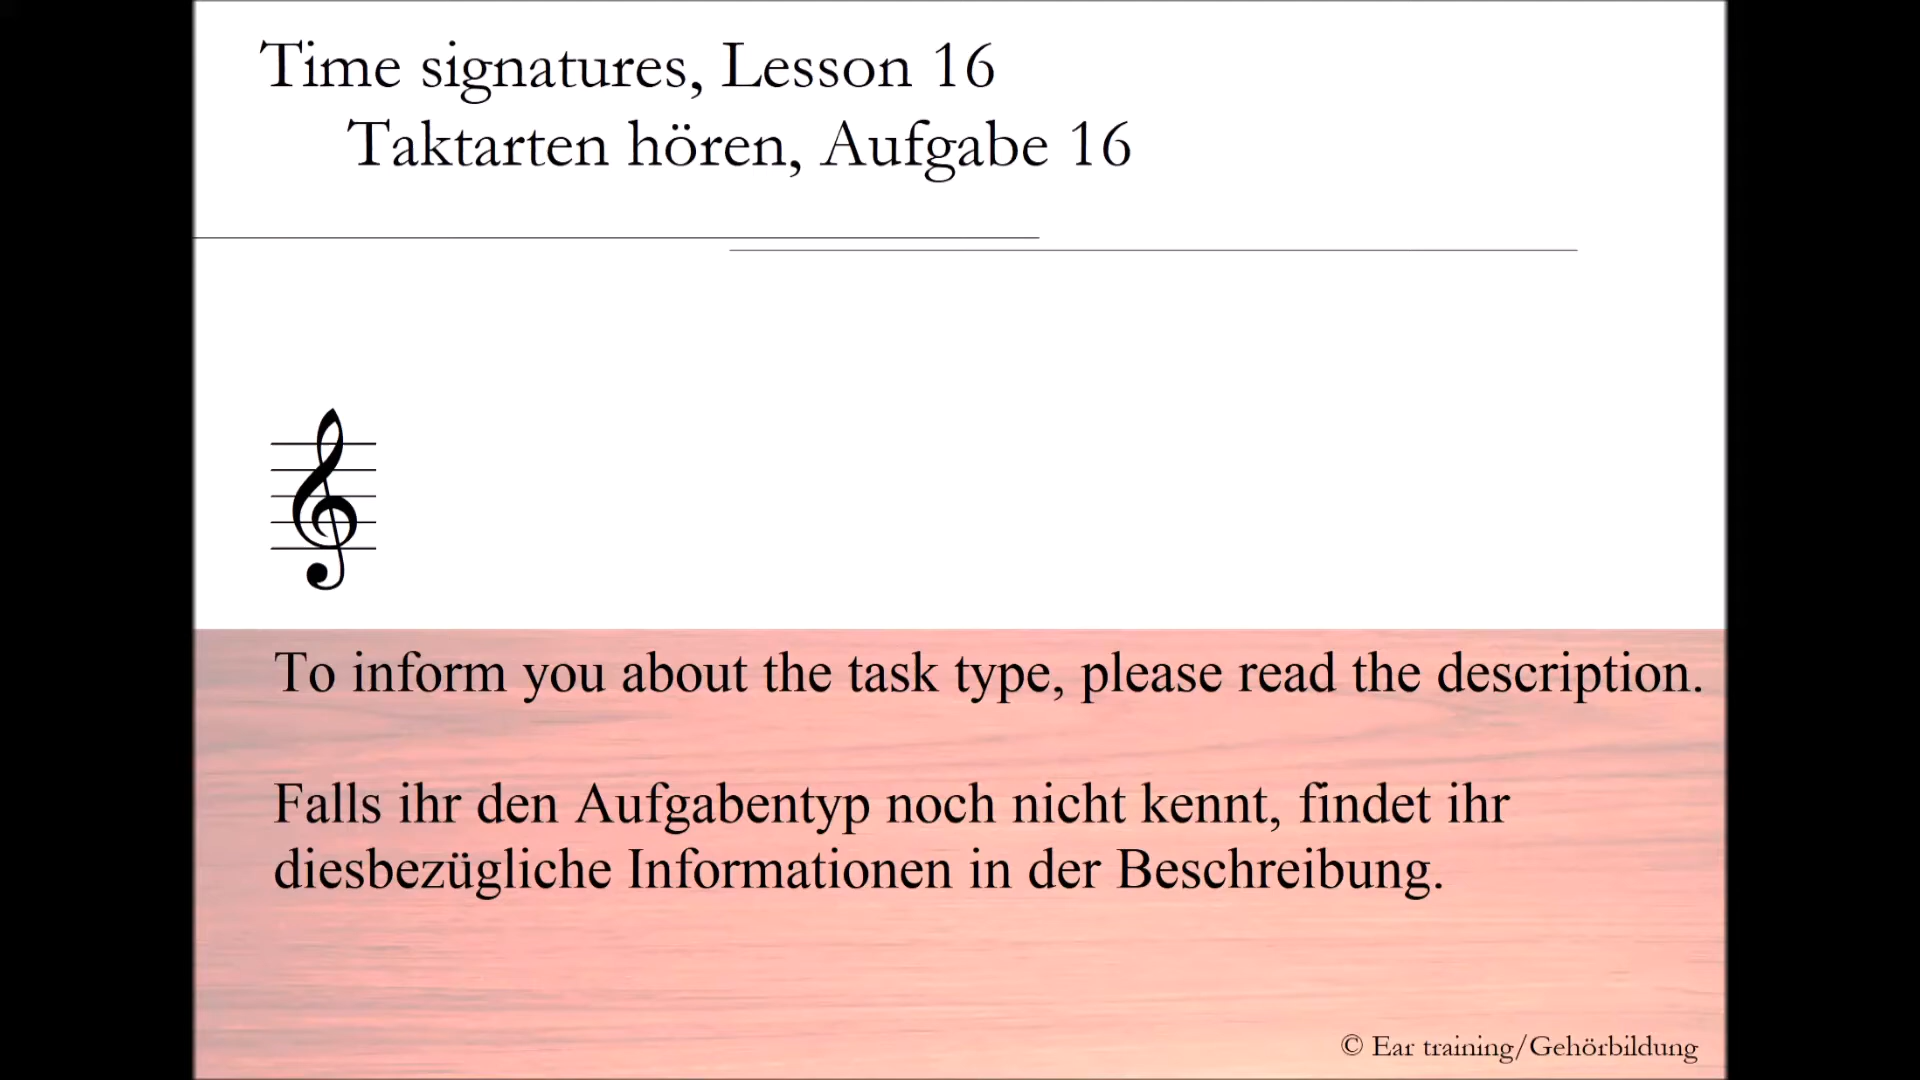 Time signatures, Lesson 16
Taktarten hören, Aufgabe 16
To inform you about the task type, please read the description.
Falls ihr den Aufgabentyp noch nicht kennt, findet ihr
diesbezügliche Informationen in der Beschreibung.
© Ear training/Gehörbildung